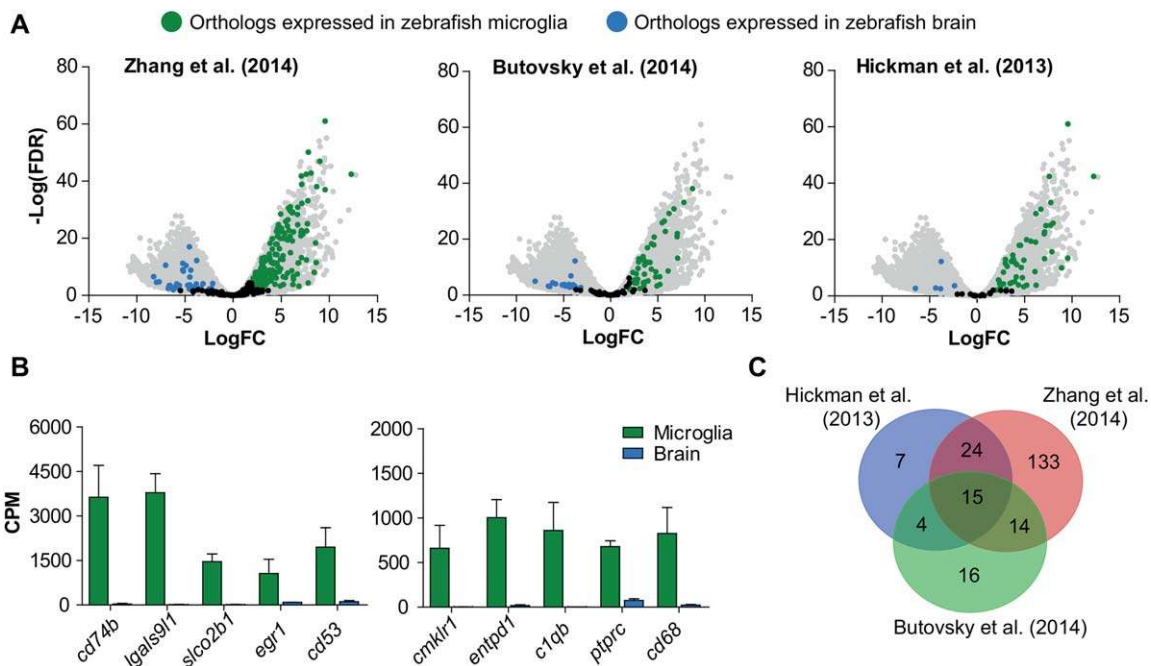 A
Orthologs expressed in zebrafish microglia
Orthologs expressed in zebrafish brain
Zhang et al. (2014)
Butovsky et al. (2014)
Hickman et al. (2013)
-Log(FDR)
80
60
40
20
0
-15 -10 -5 0 5 10 15
LogFC
80
60
40
20
0
-15 -10 -5 0 5 10 15
LogFC
80
60
40
20
0
-15 -10 -5 0 5 10 15
LogFC
B
CPM
6000
4500
3000
1500
0
cd74b
lgals9l1
slco2b1
egr1
cd53
2000
1500
1000
500
0
Microglia
Brain
cmklr1
entpd1
c1qb
ptprc
cd68
C
Hickman et al.
(2013)
Zhang et al.
(2014)
7
24
133
15
4
14
16
Butovsky et al. (2014)